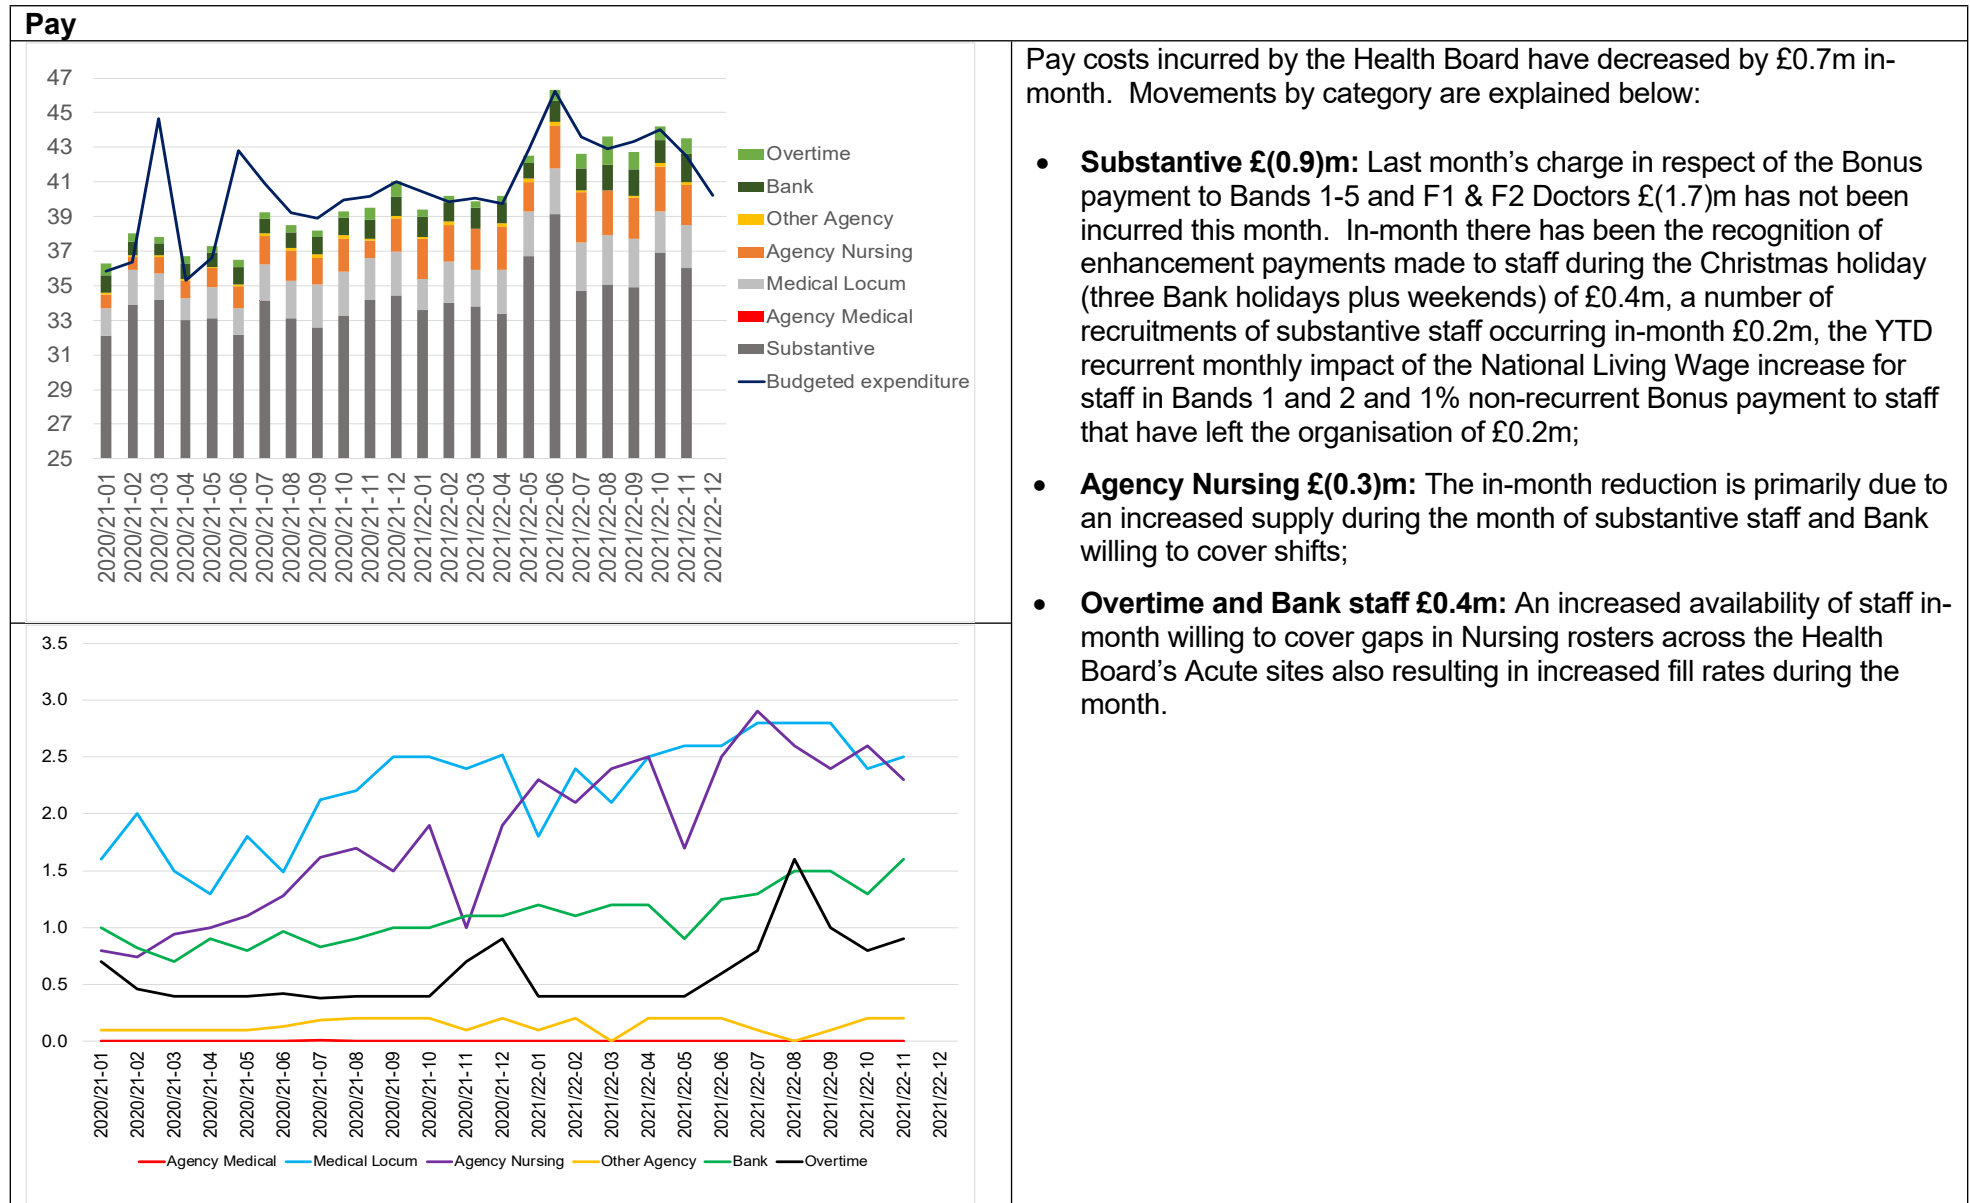 Pay
47
45
43
41
39
37
35
33
31
29
27
25
2020/21-01
2020/21-02
2020/21-03
2020/21-04
2020/21-05
2020/21-06
2020/21-07
2020/21-08
2020/21-09
2020/21-10
2020/21-11
2020/21-12
2021/22-01
2021/22-02
2021/22-03
2021/22-04
2021/22-05
2021/22-06
2021/22-07
2021/22-08
2021/22-09
2021/22-10
2021/22-11
2021/22-12
Overtime
Bank
Other Agency
Agency Nursing
Medical Locum
Agency Medical
Substantive
Budgeted expenditure
3.5
3.0
2.5
2.0
1.5
1.0
0.5
0.0
2020/21-01
2020/21-02
2020/21-03
2020/21-04
2020/21-05
2020/21-06
2020/21-07
2020/21-08
2020/21-09
2020/21-10
2020/21-11
2020/21-12
2021/22-01
2021/22-02
2021/22-03
2021/22-04
2021/22-05
2021/22-06
2021/22-07
2021/22-08
2021/22-09
2021/22-10
2021/22-11
2021/22-12
Agency Medical Medical Locum Agency Nursing Other Agency Bank Overtime
Pay costs incurred by the Health Board have decreased by £0.7m in-
month. Movements by category are explained below:
• Substantive £(0.9)m: Last month's charge in respect of the Bonus
payment to Bands 1-5 and F1 & F2 Doctors £(1.7)m has not been
incurred this month. In-month there has been the recognition of
enhancement payments made to staff during the Christmas holiday
(three Bank holidays plus weekends) of £0.4m, a number of
recruitments of substantive staff occurring in-month £0.2m, the YTD
recurrent monthly impact of the National Living Wage increase for
staff in Bands 1 and 2 and 1% non-recurrent Bonus payment to staff
that have left the organisation of £0.2m;
• Agency Nursing £(0.3)m: The in-month reduction is primarily due to
an increased supply during the month of substantive staff and Bank
willing to cover shifts;
• Overtime and Bank staff £0.4m: An increased availability of staff in-
month willing to cover gaps in Nursing rosters across the Health
Board's Acute sites also resulting in increased fill rates during the
month.